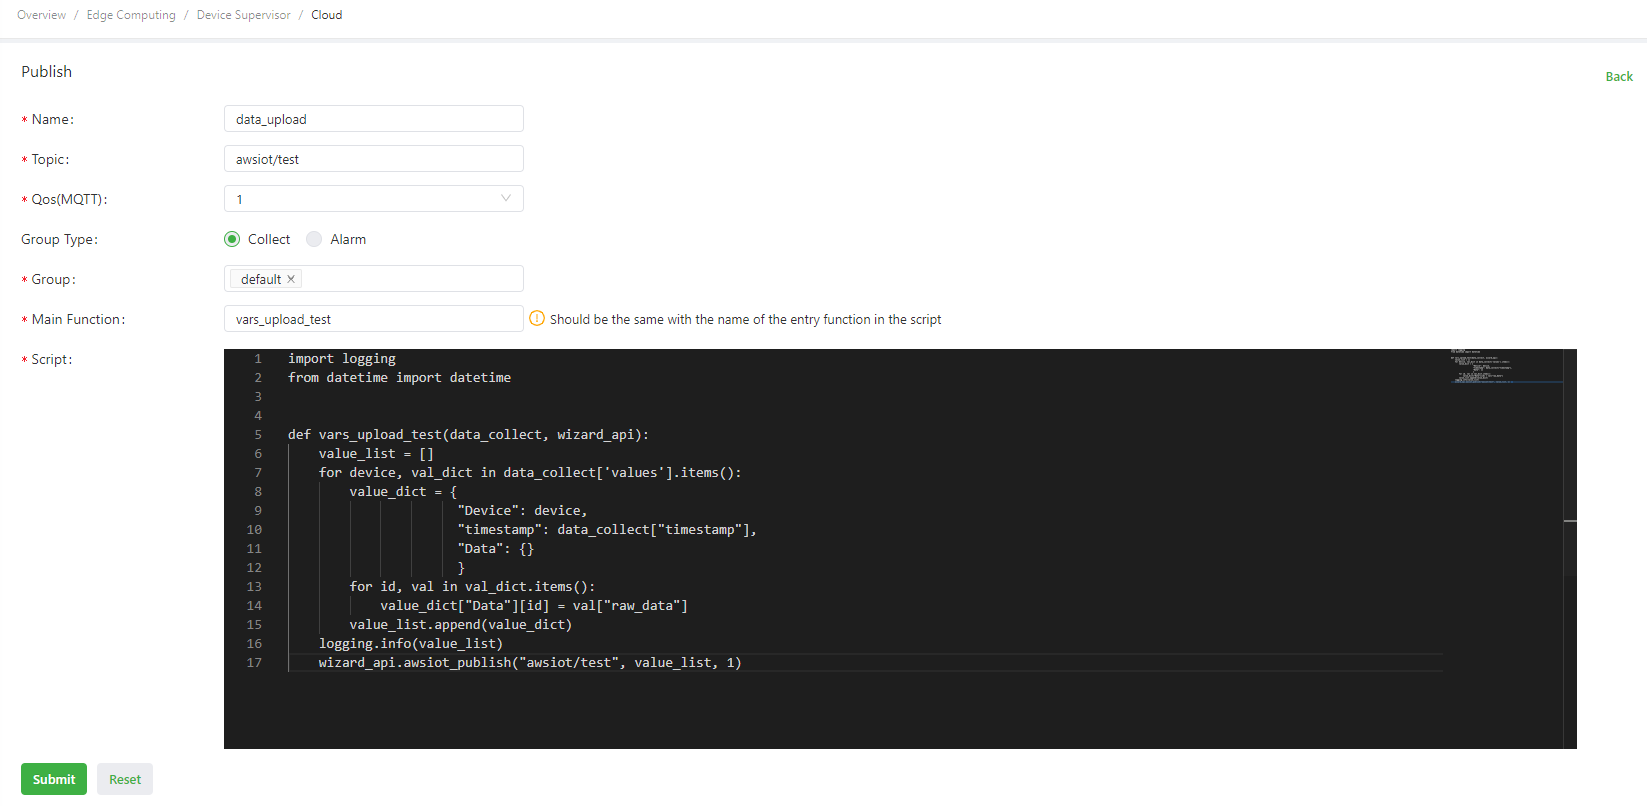 Overview / Edge Computing / Device Supervisor / Cloud
Publish
Back
* Name: data_upload
* Topic: awsiot/test
* Qos(MQTT): 1
Group Type: Collect Alarm
* Group: default ×
* Main Function: vars_upload_test ! Should be the same with the name of the entry function in the script
* Script:
1 import logging
2 from datetime import datetime
3
4
5 def vars_upload_test(data_collect, wizard_api):
6     value_list = []
7     for device, val_dict in data_collect['values'].items():
8         value_dict = {
9                       "Device": device,
10                       "timestamp": data_collect["timestamp"],
11                       "Data": {}
12                       }
13         for id, val in val_dict.items():
14             value_dict["Data"][id] = val["raw_data"]
15         value_list.append(value_dict)
16     logging.info(value_list)
17     wizard_api.awsiot_publish("awsiot/test", value_list, 1)
Submit Reset